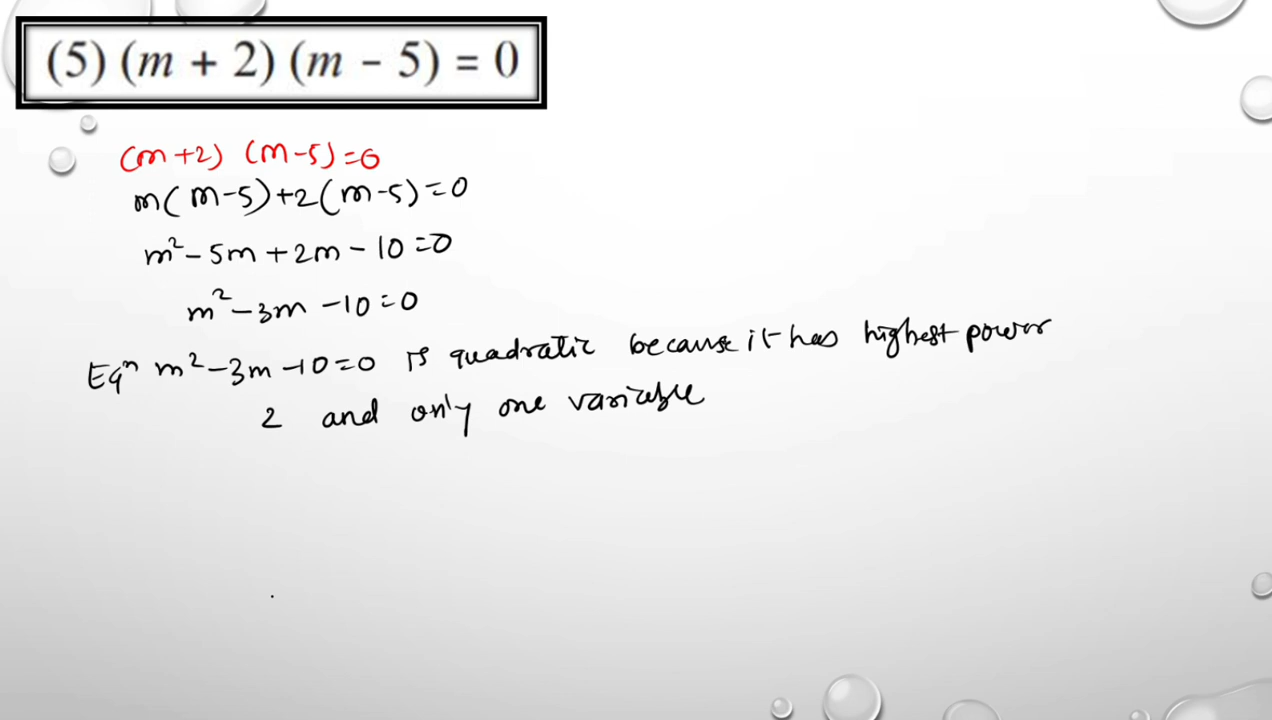 (5) (m + 2) (m − 5) = 0
(m+2) (m-5)=0
m(m-5)+2(m-5)=0
m²-5m+2m-10=0
m²-3m-10=0
Eqⁿ m²-3m-10=0 is quadratic because it has highest power
2 and only one variable